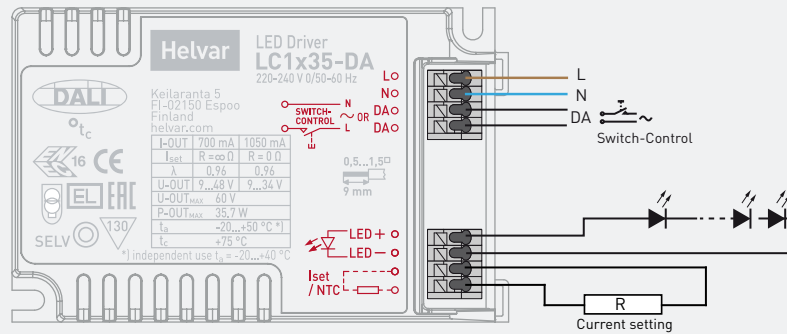 Helvar
LED Driver
LC1x35-DA
220-240 V 0/50-60 Hz
Keilaranta 5
FI-02150 Espoo
Finland
helvar.com
DALI
tc
16 CE
EL EAC
SELV
130
I-OUT 700 mA 1050 mA
Iset R = ∞ Ω R = 0 Ω
λ 0.96 0.96
U-OUT 9...48 V 9...34 V
U-OUTMAX 60 V
P-OUTMAX 35.7 W
ta -20...+50 °C *)
tc +75 °C
*) independent use ta = -20...+40 °C
L
N
DA
DA
N
SWITCH-CONTROL ~ OR
L
0,5...1,5
9 mm
LED +
LED –
Iset
/ NTC
L
N
DA
~
Switch-Control
R
Current setting